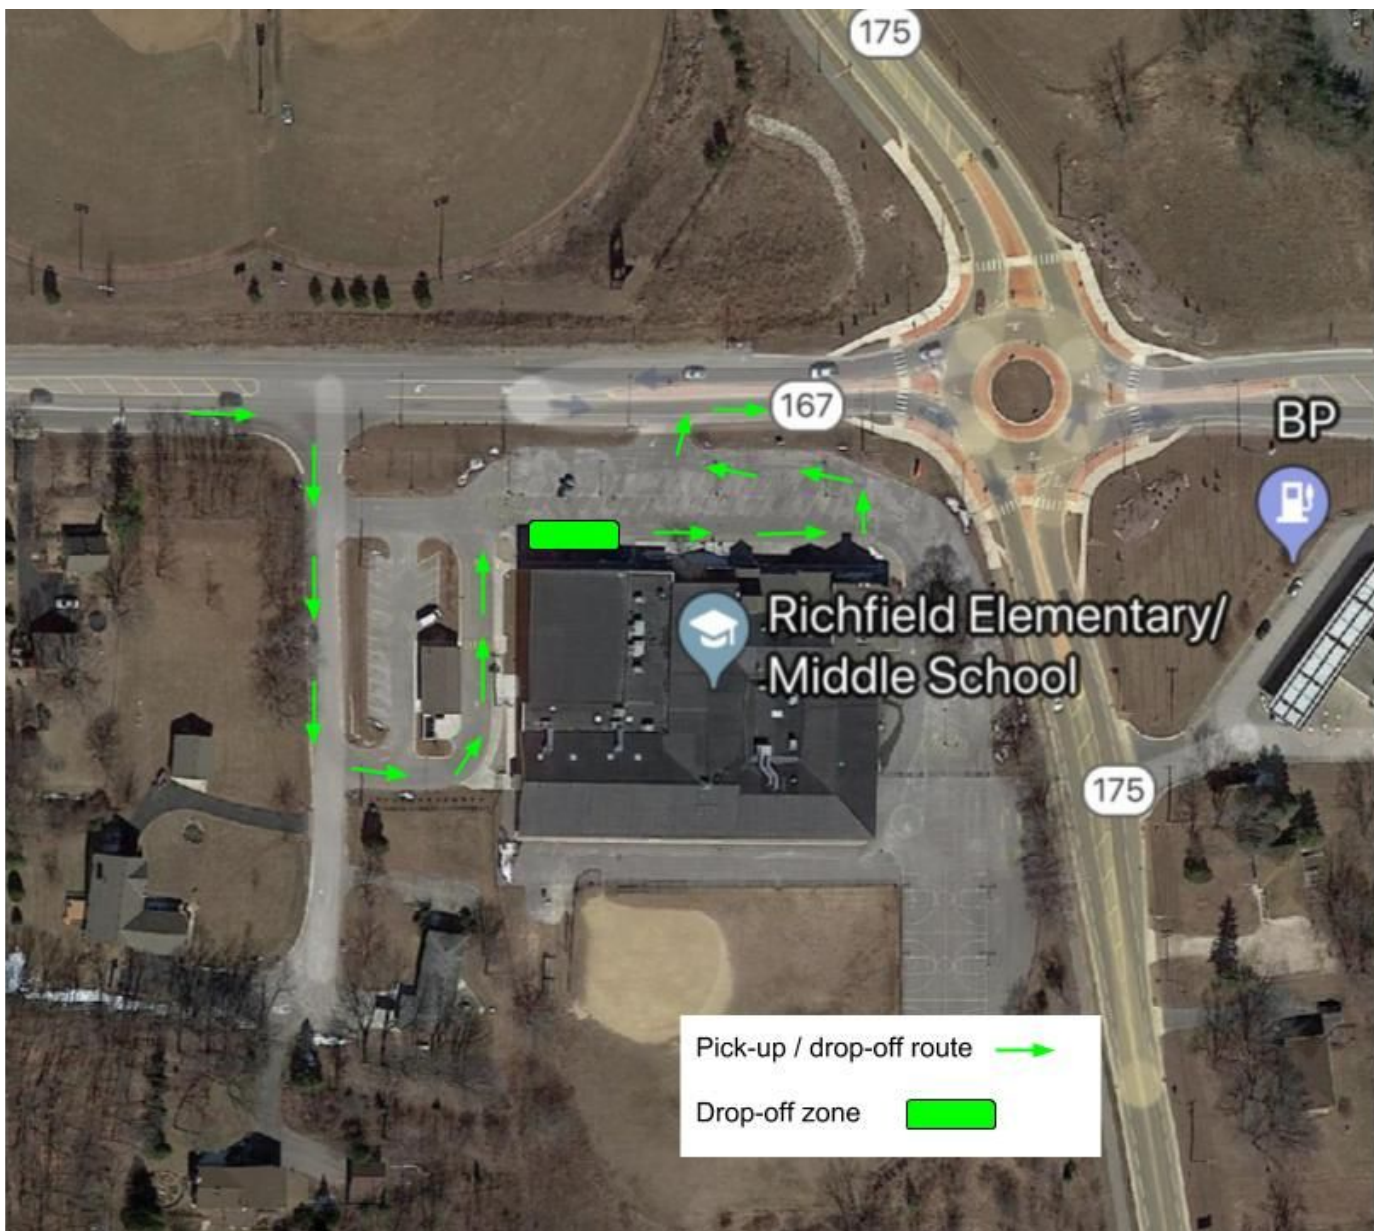 175
167
BP
Richfield Elementary/
Middle School
175
Pick-up / drop-off route
Drop-off zone